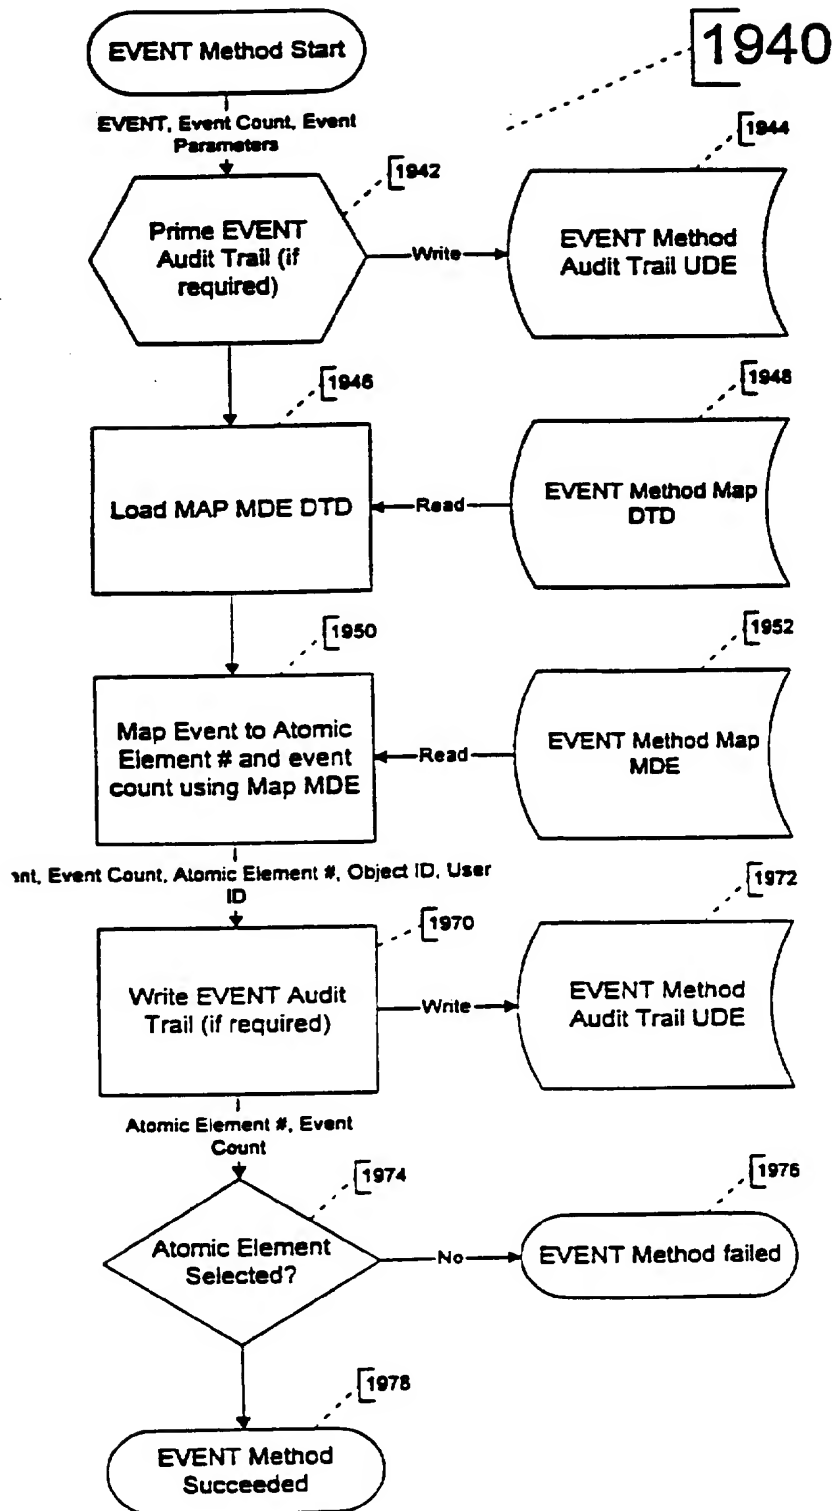 EVENT Method Start
1940
EVENT, Event Count, Event
Parameters
1944
1942
Prime EVENT
Audit Trail (if
required)
Write
EVENT Method
Audit Trail UDE
1946
1948
Load MAP MDE DTD
Read
EVENT Method Map
DTD
1950
1952
Map Event to Atomic
Element # and event
count using Map MDE
Read
EVENT Method Map
MDE
nt, Event Count, Atomic Element #, Object ID, User
ID
1970
1972
Write EVENT Audit
Trail (if required)
Write
EVENT Method
Audit Trail UDE
Atomic Element #, Event
Count
1974
1976
Atomic Element
Selected?
No
EVENT Method failed
1978
EVENT Method
Succeeded